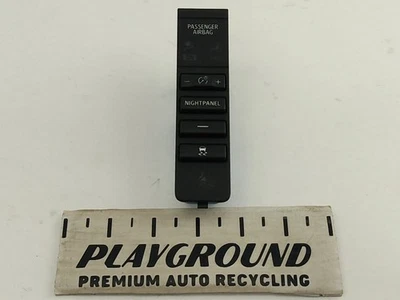 PASSENGER
AIRBAG
- +
NIGHTPANEL
PLAYGROUND
PREMIUM AUTO RECYCLING